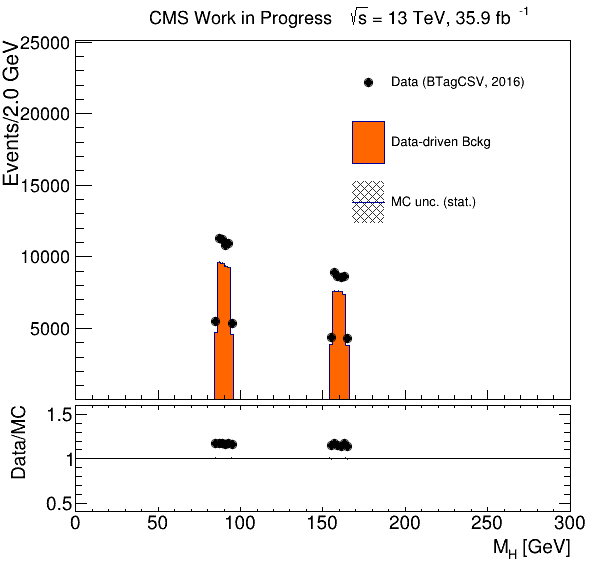 CMS Work in Progress √s = 13 TeV, 35.9 fb⁻¹
Events/2.0 GeV
25000
20000
15000
10000
5000
Data (BTagCSV, 2016)
Data-driven Bckg
MC unc. (stat.)
Data/MC
1.5
1
0.5
0 50 100 150 200 250 300
M_H [GeV]